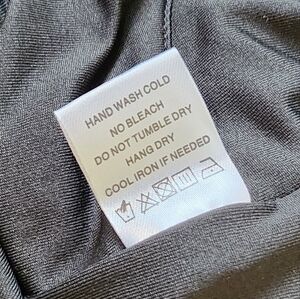 HAND WASH COLD
NO BLEACH
DO NOT TUMBLE DRY
HANG DRY
COOL IRON IF NEEDED